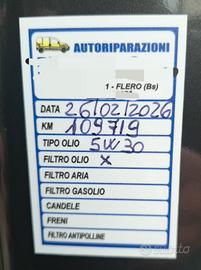 AUTORIPARAZIONI
1 - FLERO (Bs)
DATA 26/02/2026
KM 109719
TIPO OLIO 5W30
FILTRO OLIO X
FILTRO ARIA
FILTRO GASOLIO
CANDELE
FRENI
FILTRO ANTIPOLLINE
subito